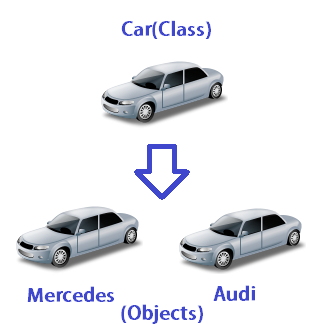 Car(Class)
Mercedes
Audi
(Objects)